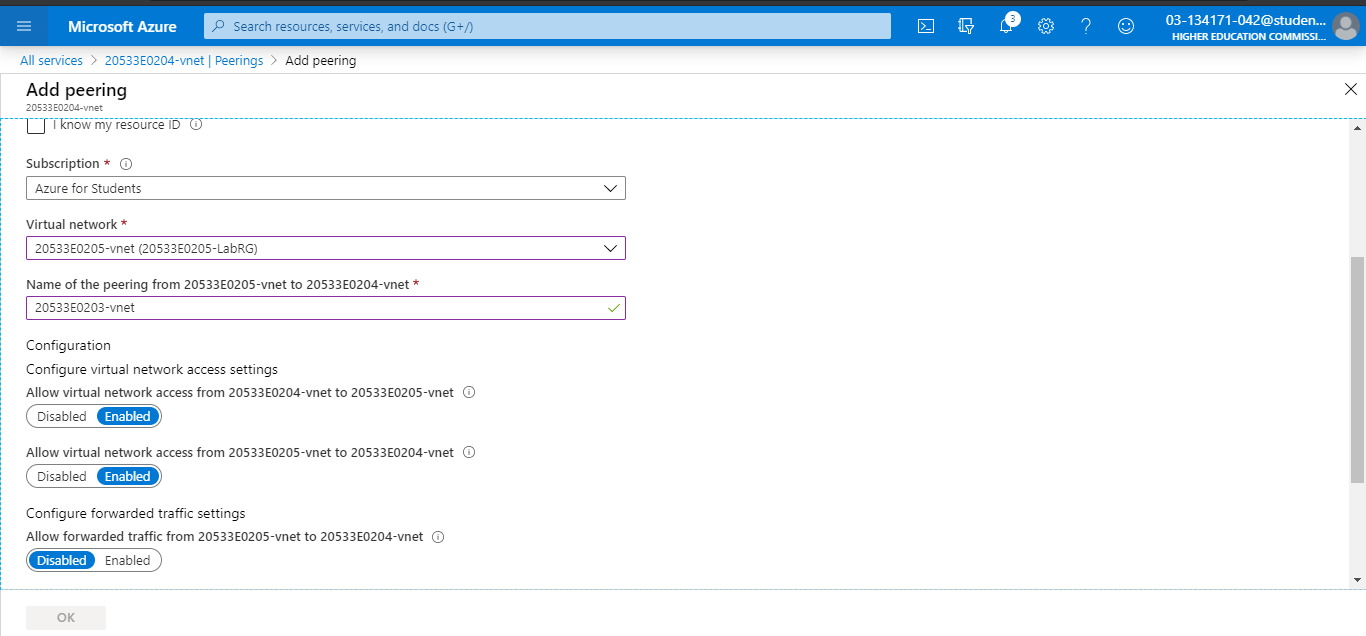 Microsoft Azure
Search resources, services, and docs (G+/)
3
03-134171-042@studen...
HIGHER EDUCATION COMMISSI...
All services > 20533E0204-vnet | Peerings > Add peering
Add peering
20533E0204-vnet
I know my resource ID
Subscription *
Azure for Students
Virtual network *
20533E0205-vnet (20533E0205-LabRG)
Name of the peering from 20533E0205-vnet to 20533E0204-vnet *
20533E0203-vnet
Configuration
Configure virtual network access settings
Allow virtual network access from 20533E0204-vnet to 20533E0205-vnet
Disabled Enabled
Allow virtual network access from 20533E0205-vnet to 20533E0204-vnet
Disabled Enabled
Configure forwarded traffic settings
Allow forwarded traffic from 20533E0205-vnet to 20533E0204-vnet
Disabled Enabled
OK